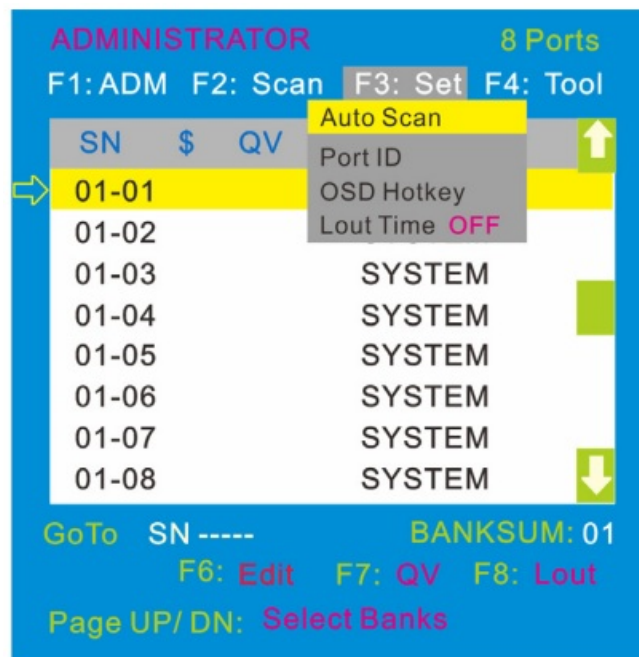 ADMINISTRATOR 8 Ports
F1: ADM F2: Scan F3: Set F4: Tool
Auto Scan
SN $ QV
Port ID
01-01
OSD Hotkey
Lout Time OFF
01-02
01-03 SYSTEM
01-04 SYSTEM
01-05 SYSTEM
01-06 SYSTEM
01-07 SYSTEM
01-08 SYSTEM
GoTo SN ----- BANKSUM: 01
F6: Edit F7: QV F8: Lout
Page UP/ DN: Select Banks